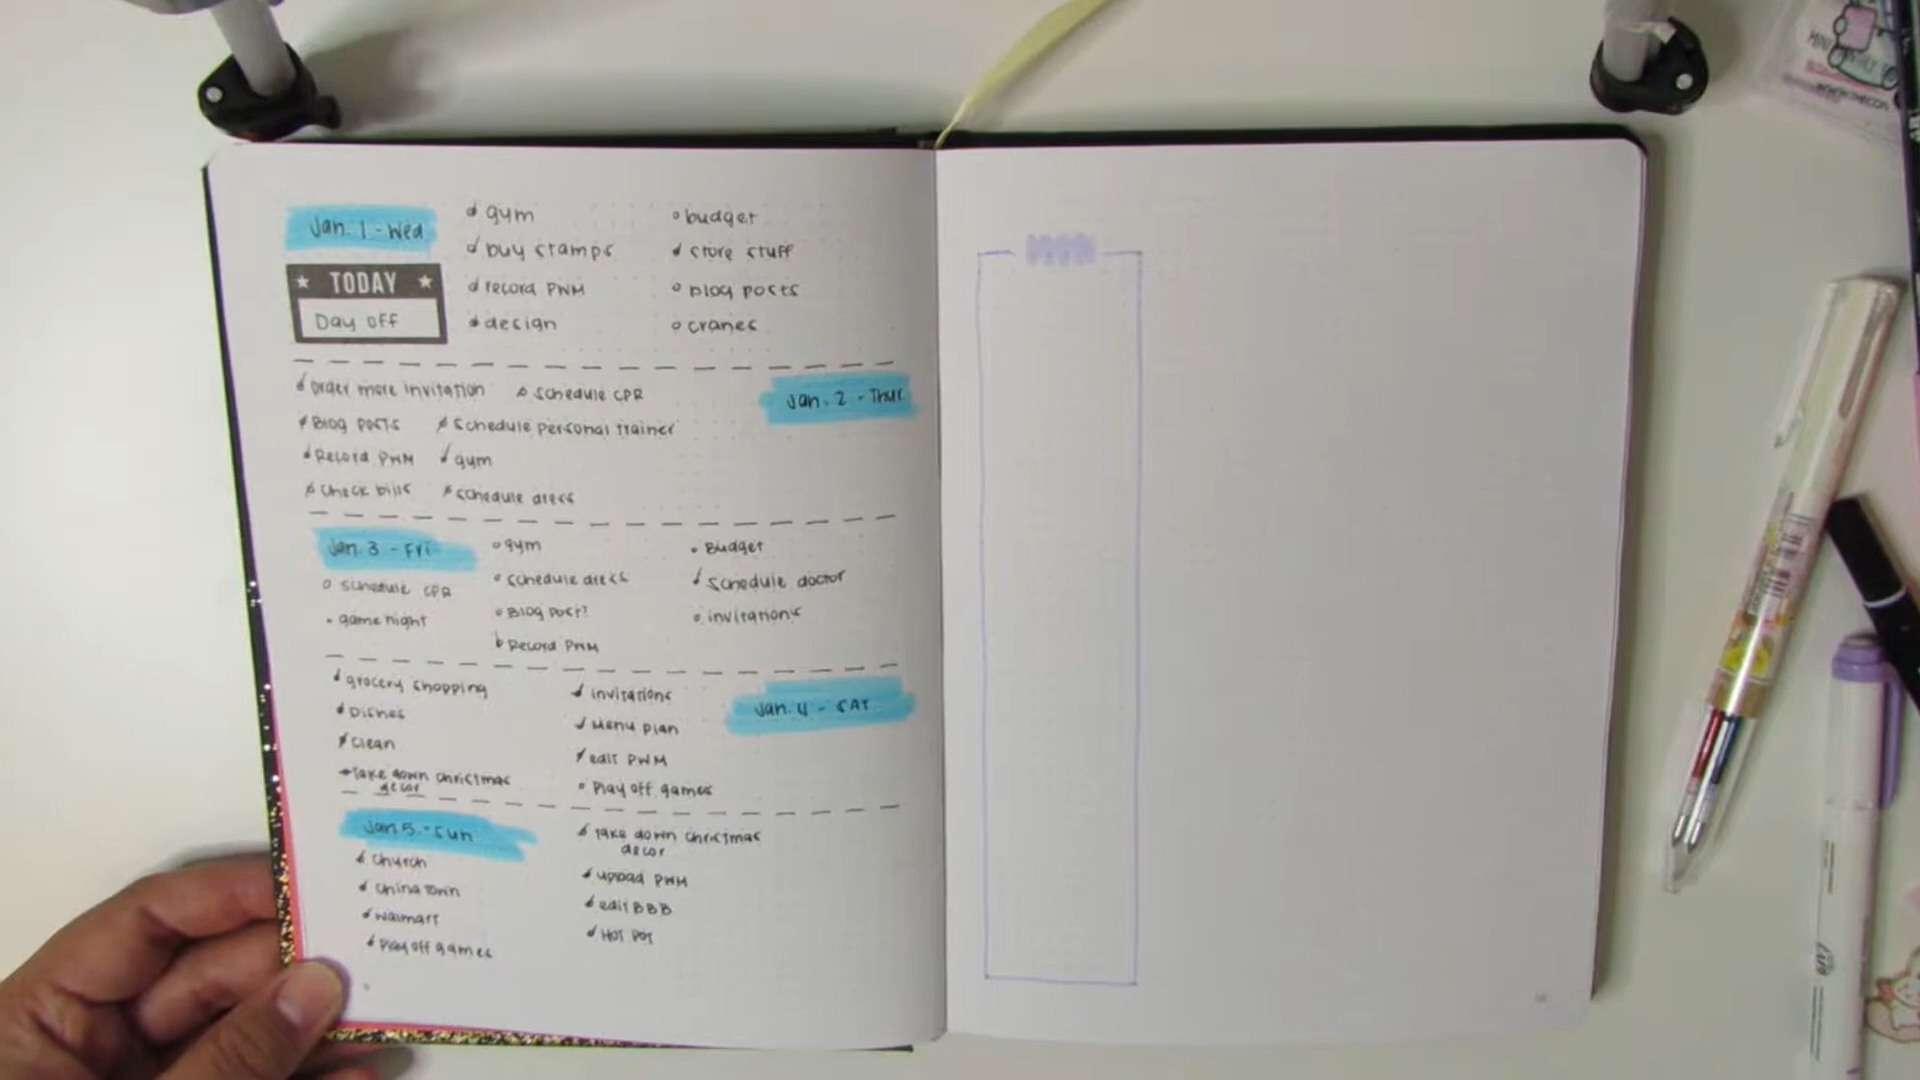 Jan. 1 - Wed
TODAY
Day off
gym
buy stamps
record PWM
design
budget
store stuff
blog posts
cranes
order more invitation
schedule CPR
Blog posts
schedule personal trainer
Record PWM
gym
check bills
schedule dress
Jan. 2 - Thur.
Jan. 3 - Fri
schedule CPR
game night
gym
schedule dress
Blog post?
Record PWM
Budget
schedule doctor
invitations
grocery shopping
Dishes
clean
Take down christmas
decor
invitations
Menu plan
edit PWM
Play off games
Jan. 4 - SAT
Jan 5. - Sun
Church
China town
walmart
Play off games
Take down christmas
decor
upload PWM
edit BBB
HOT POT